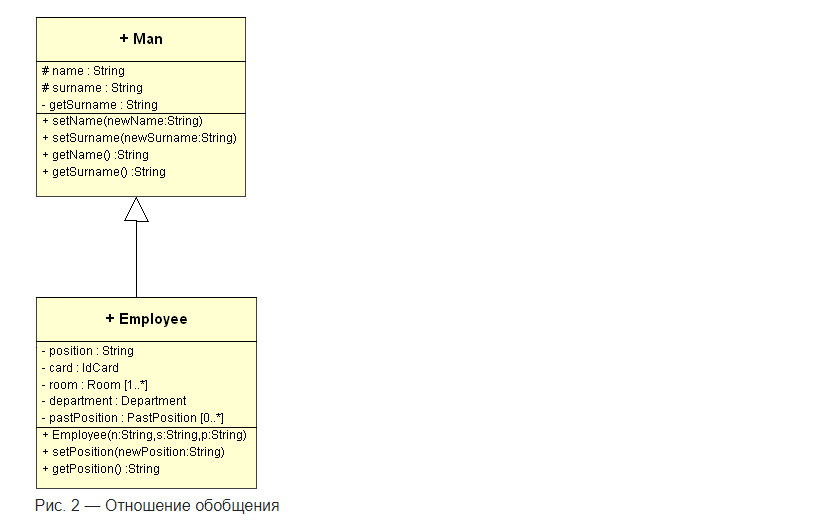 + Man
# name : String
# surname : String
- getSurname : String
+ setName(newName:String)
+ setSurname(newSurname:String)
+ getName() :String
+ getSurname() :String
+ Employee
- position : String
- card : IdCard
- room : Room [1..*]
- department : Department
- pastPosition : PastPosition [0..*]
+ Employee(n:String,s:String,p:String)
+ setPosition(newPosition:String)
+ getPosition() :String
Рис. 2 — Отношение обобщения